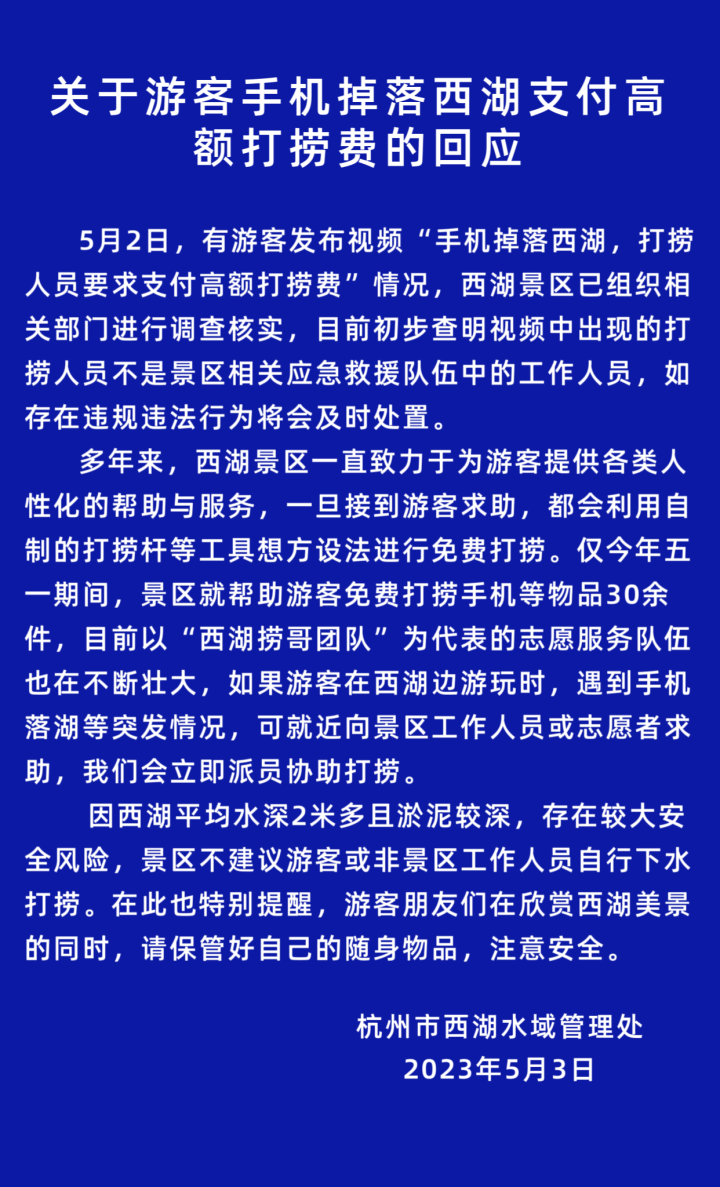 关于游客手机掉落西湖支付高
额打捞费的回应
5月2日，有游客发布视频“手机掉落西湖，打捞
人员要求支付高额打捞费”情况，西湖景区已组织相
关部门进行调查核实，目前初步查明视频中出现的打
捞人员不是景区相关应急救援队伍中的工作人员，如
存在违规违法行为将会及时处置。
多年来，西湖景区一直致力于为游客提供各类人
性化的帮助与服务，一旦接到游客求助，都会利用自
制的打捞杆等工具想方设法进行免费打捞。仅今年五
一期间，景区就帮助游客免费打捞手机等物品30余
件，目前以“西湖捞哥团队”为代表的志愿服务队伍
也在不断壮大，如果游客在西湖边游玩时，遇到手机
落湖等突发情况，可就近向景区工作人员或志愿者求
助，我们会立即派员协助打捞。
因西湖平均水深2米多且淤泥较深，存在较大安
全风险，景区不建议游客或非景区工作人员自行下水
打捞。在此也特别提醒，游客朋友们在欣赏西湖美景
的同时，请保管好自己的随身物品，注意安全。
杭州市西湖水域管理处
2023年5月3日